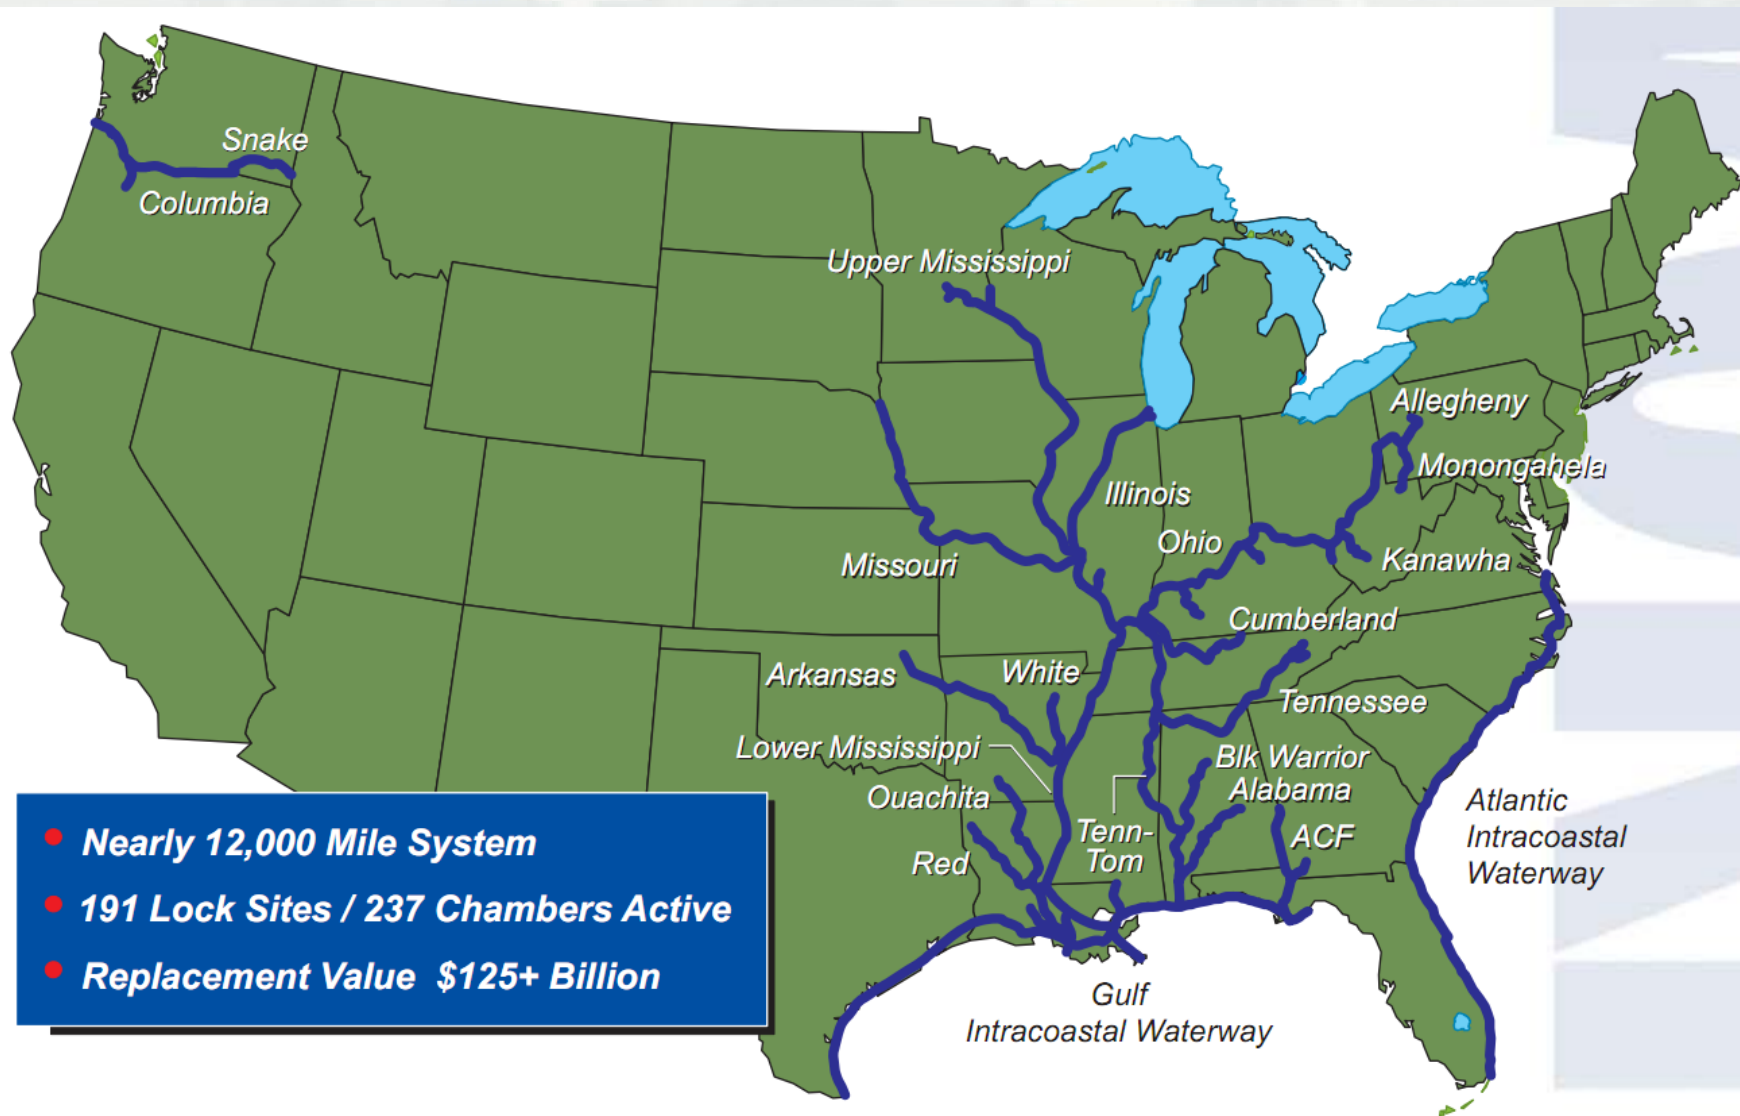 Snake
Columbia
Upper Mississippi
Allegheny
Monongahela
Illinois
Ohio
Kanawha
Missouri
Cumberland
Arkansas
White
Tennessee
Lower Mississippi
Blk Warrior
Alabama
Ouachita
Tenn-
Tom
ACF
Red
Atlantic
Intracoastal
Waterway
Gulf
Intracoastal Waterway
• Nearly 12,000 Mile System
• 191 Lock Sites / 237 Chambers Active
• Replacement Value $125+ Billion